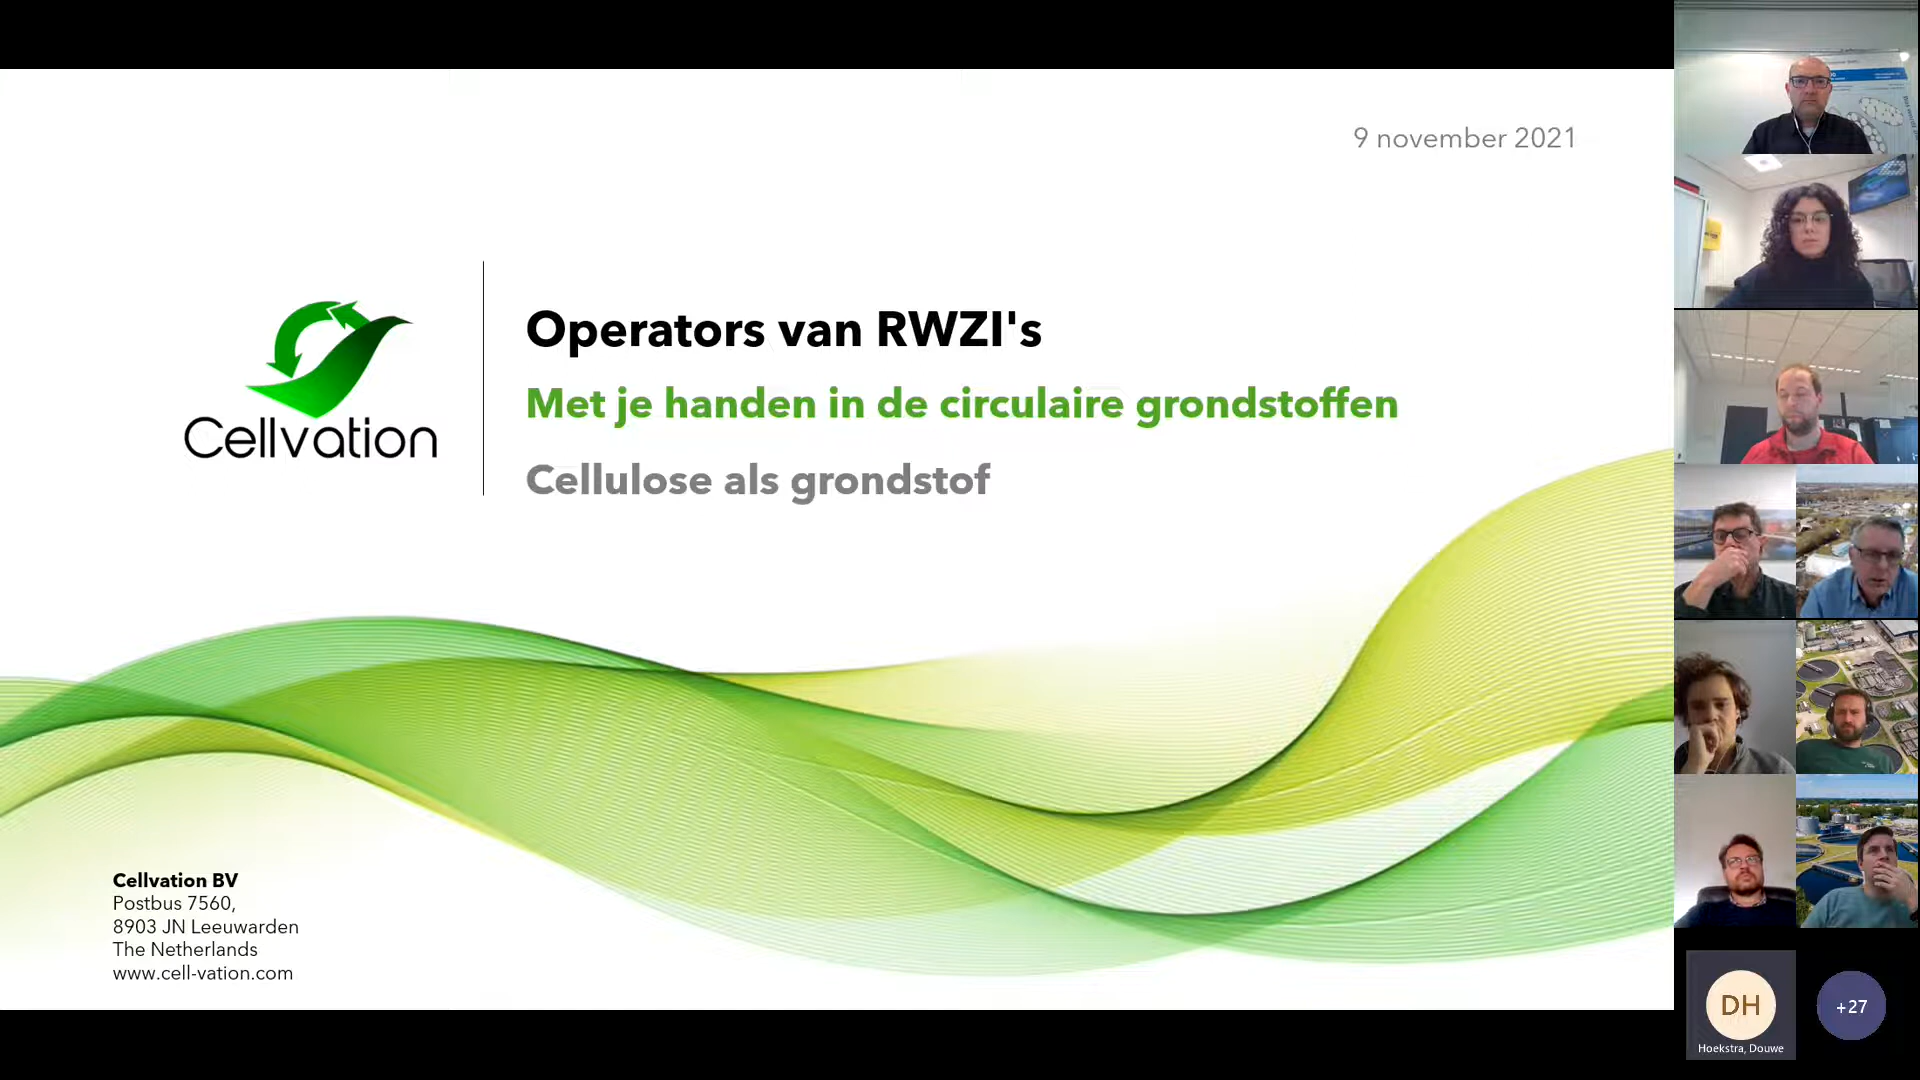 9 november 2021
Cellvation
Operators van RWZI's
Met je handen in de circulaire grondstoffen
Cellulose als grondstof
Cellvation BV
Postbus 7560,
8903 JN Leeuwarden
The Netherlands
www.cell-vation.com
DH
Hoekstra, Douwe
+27